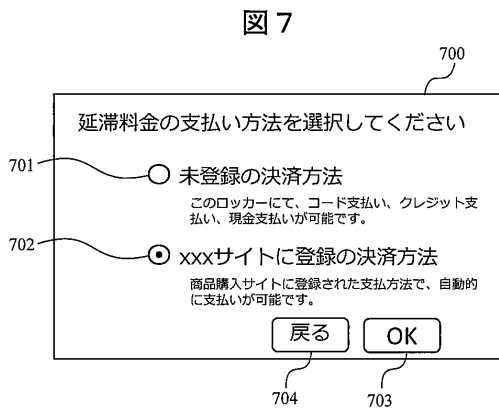 図7
700
延滞料金の支払い方法を選択してください
701
未登録の決済方法
このロッカーにて、コード支払い、クレジット支
払い、現金支払いが可能です。
702
xxxサイトに登録の決済方法
商品購入サイトに登録された支払方法で、自動的
に支払いが可能です。
戻る
OK
704
703